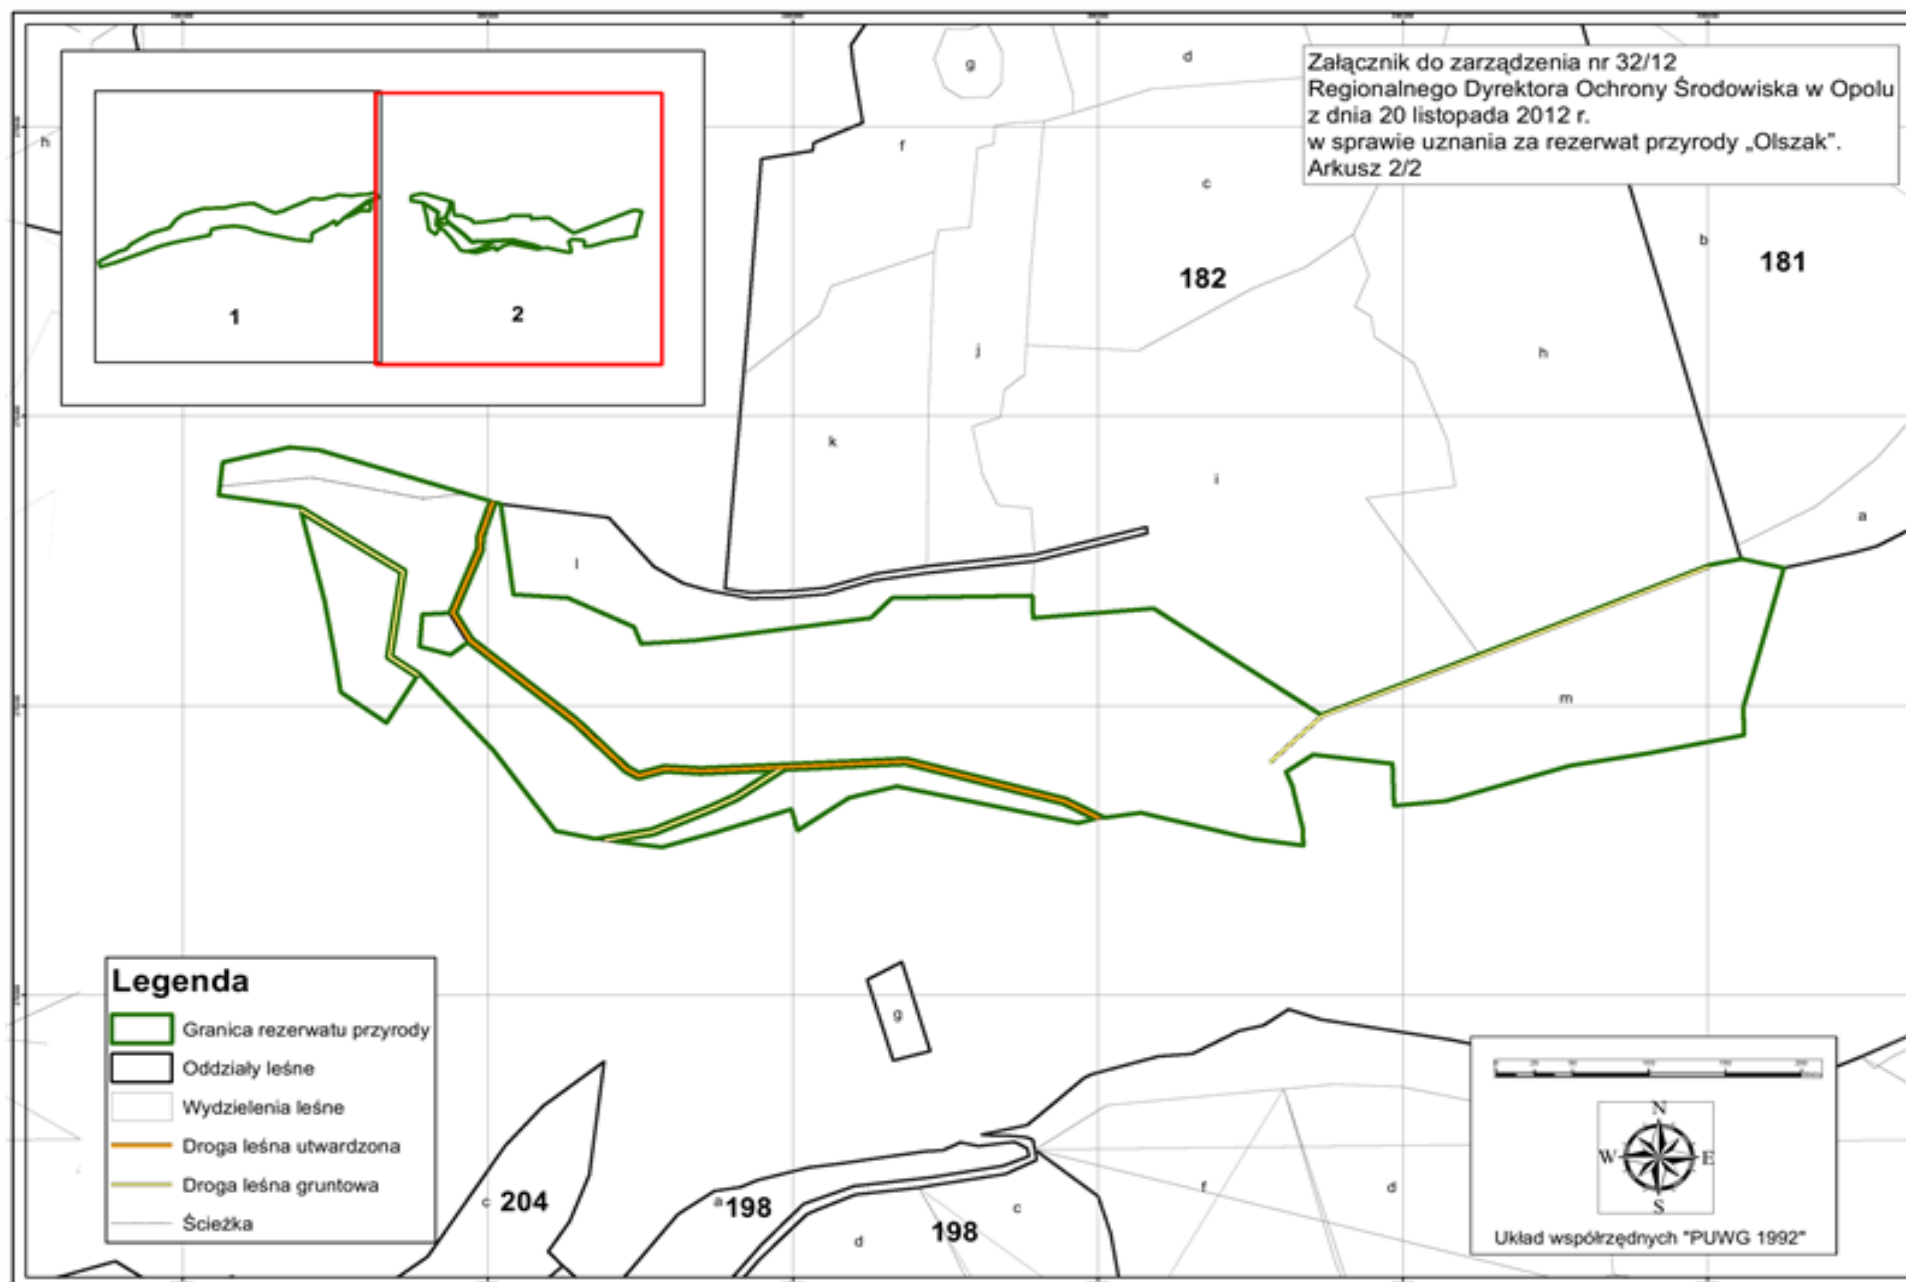 Załącznik do zarządzenia nr 32/12
Regionalnego Dyrektora Ochrony Środowiska w Opolu
z dnia 20 listopada 2012 r.
w sprawie uznania za rezerwat przyrody „Olszak”.
Arkusz 2/2
1
2
h
g
d
f
c
b
182
181
j
h
k
i
a
l
m
g
Legenda
Granica rezerwatu przyrody
Oddziały leśne
Wydzielenia leśne
Droga leśna utwardzona
Droga leśna gruntowa
Ścieżka
c
204
a
198
d
198
c
f
d
N
W
E
S
Układ współrzędnych "PUWG 1992"